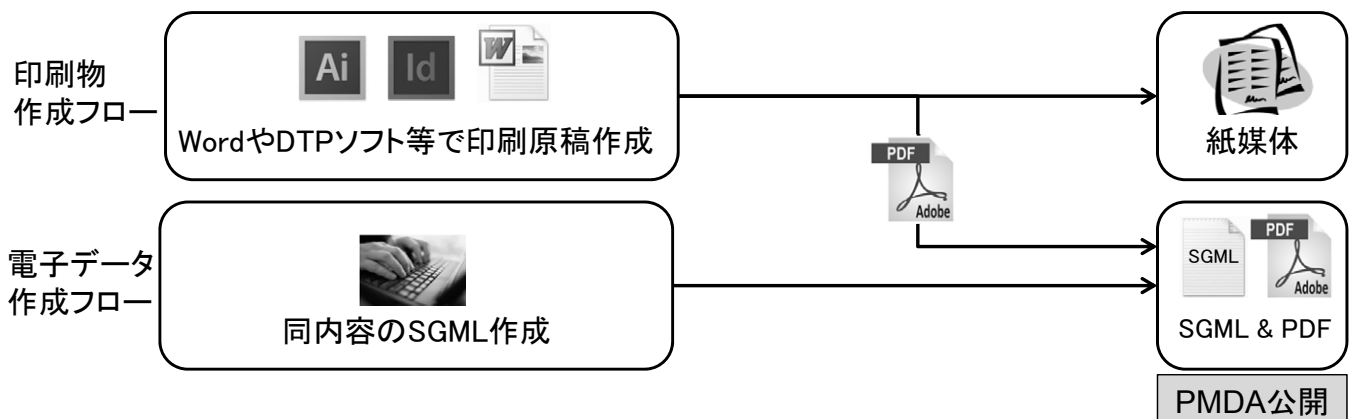 印刷物
作成フロー
Ai
Id
W
WordやDTPソフト等で印刷原稿作成
PDF
Adobe
紙媒体
電子データ
作成フロー
同内容のSGML作成
SGML
PDF
Adobe
SGML & PDF
PMDA公開